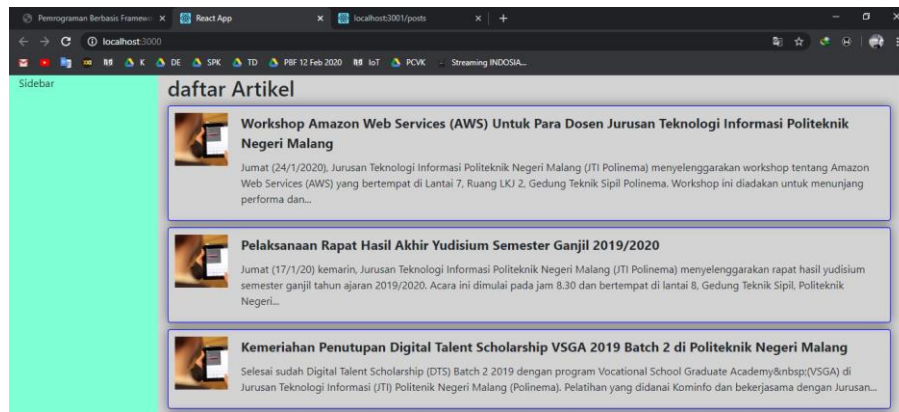 Pemrograman Berbasis Framewo
React App
localhost:3001/posts
localhost:3000
K DE SPK TD PBF 12 Feb 2020 IoT PCVK Streaming INDOSIA...
Sidebar
daftar Artikel
Workshop Amazon Web Services (AWS) Untuk Para Dosen Jurusan Teknologi Informasi Politeknik
Negeri Malang
Jumat (24/1/2020), Jurusan Teknologi Informasi Politeknik Negeri Malang (JTI Polinema) menyelenggarakan workshop tentang Amazon
Web Services (AWS) yang bertempat di Lantai 7, Ruang LKJ 2, Gedung Teknik Sipil Polinema. Workshop ini diadakan untuk menunjang
performa dan...
Pelaksanaan Rapat Hasil Akhir Yudisium Semester Ganjil 2019/2020
Jumat (17/1/20) kemarin, Jurusan Teknologi Informasi Politeknik Negeri Malang (JTI Polinema) menyelenggarakan rapat hasil yudisium
semester ganjil tahun ajaran 2019/2020. Acara ini dimulai pada jam 8.30 dan bertempat di lantai 8, Gedung Teknik Sipil, Politeknik
Negeri...
Kemeriahan Penutupan Digital Talent Scholarship VSGA 2019 Batch 2 di Politeknik Negeri Malang
Selesai sudah Digital Talent Scholarship (DTS) Batch 2 2019 dengan program Vocational School Graduate Academy&nbsp;(VSGA) di
Jurusan Teknologi Informasi (JTI) Politenik Negeri Malang (Polinema). Pelatihan yang didanai Kominfo dan bekerjasama dengan Jurusan...